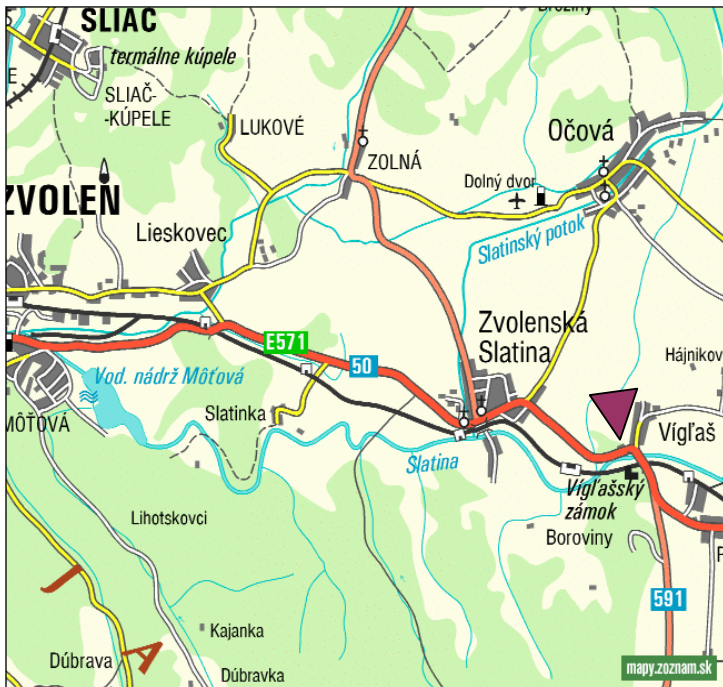 SLIAČ
termálne kúpele
SLIAČ-
-KÚPELE
LUKOVÉ
ZOLNÁ
Očová
Dolný dvor
ZVOLEN
Lieskovec
Slatinský potok
E571
50
Zvolenská
Slatina
Hájnikov
Vod. nádrž Môťová
Slatinka
MÔŤOVÁ
Vígľaš
Slatina
Vígľašský
zámok
Lihotskovci
Boroviny
591
J
A
Kajanka
Dúbrava
Dúbravka
mapy.zoznam.sk